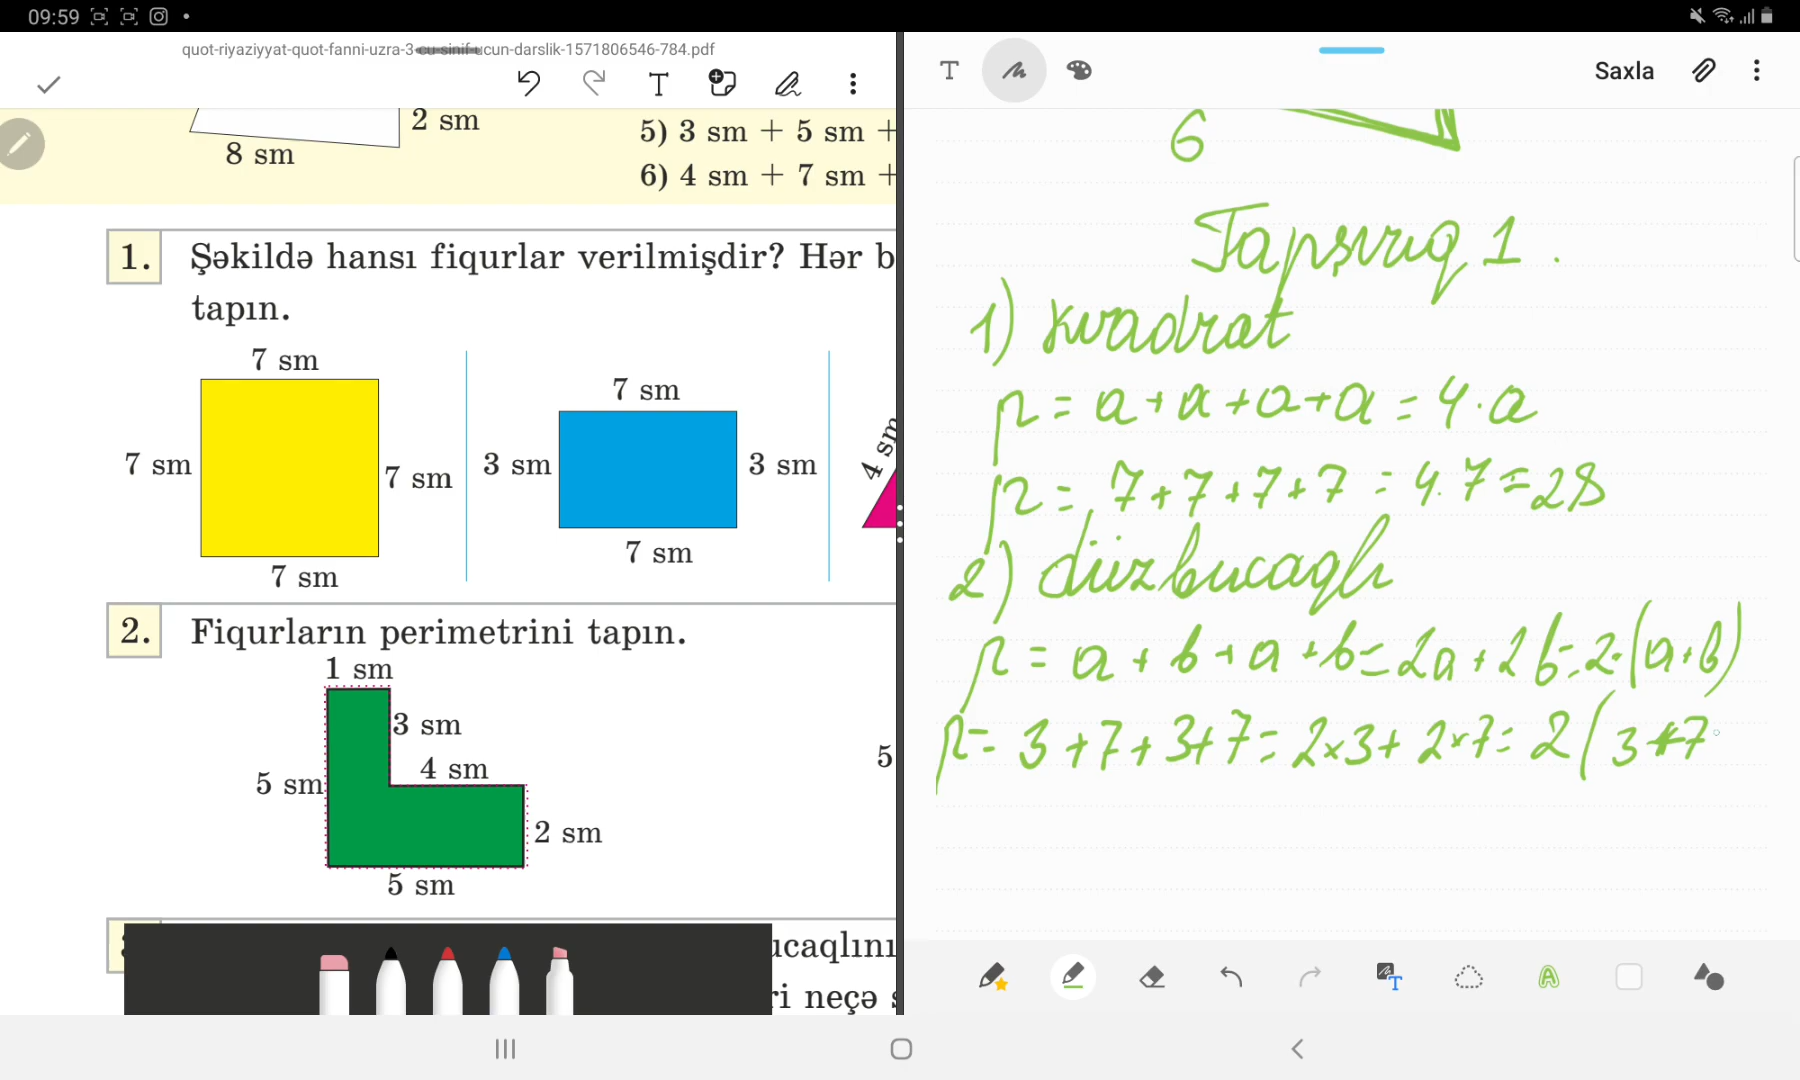 09:59
quot-riyaziyyat-quot-fanni-uzra-3-cu-sinif-ucun-darslik-1571806546-784.pdf
T
2 sm
8 sm
5) 3 sm + 5 sm +
6) 4 sm + 7 sm +
1. Şəkildə hansı fiqurlar verilmişdir? Hər b
tapın.
7 sm
7 sm
7 sm
7 sm
7 sm
3 sm
3 sm
7 sm
4 sm
2. Fiqurların perimetrini tapın.
1 sm
3 sm
4 sm
5 sm
2 sm
5 sm
5
ucaqlını
ri neçə s
T
Saxla
6
Tapşırıq 1.
1) kvadrat
p = a + a + a + a = 4 · a
p = 7 + 7 + 7 + 7 = 4 · 7 = 28
2) düzbucaqlı
p = a + b + a + b = 2a + 2b = 2 · (a + b)
p = 3 + 7 + 3 + 7 = 2 × 3 + 2 × 7 = 2 (3 + 7
T
A